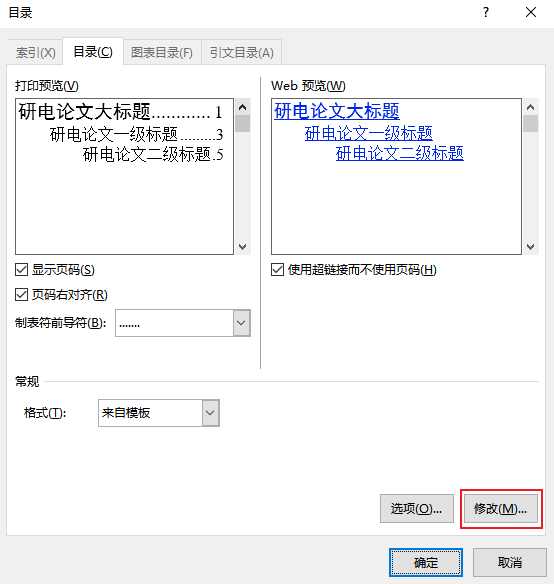 目录
?
索引(X) 目录(C) 图表目录(F) 引文目录(A)
打印预览(V)
研电论文大标题............ 1
研电论文一级标题.........3
研电论文二级标题.5
Web 预览(W)
研电论文大标题
研电论文一级标题
研电论文二级标题
显示页码(S)
页码右对齐(R)
制表符前导符(B): .......
使用超链接而不使用页码(H)
常规
格式(T): 来自模板
选项(O)... 修改(M)...
确定 取消